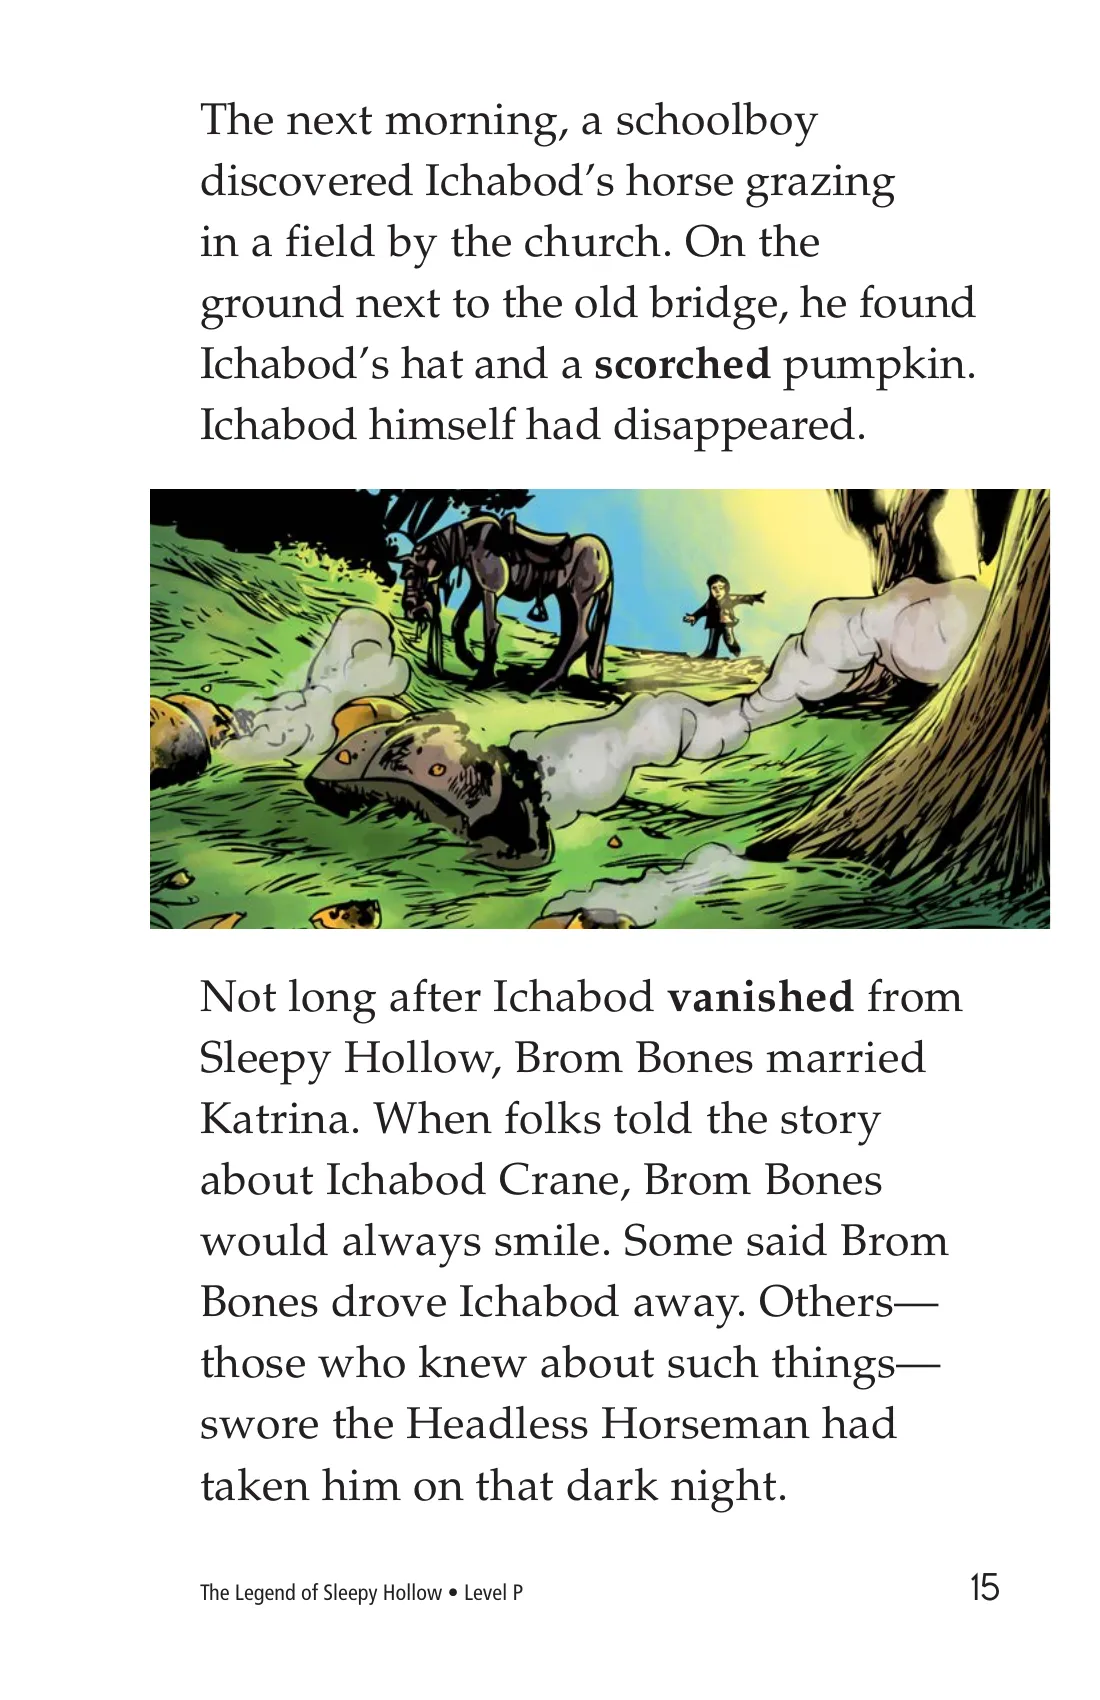 The next morning, a schoolboy
discovered Ichabod’s horse grazing
in a field by the church. On the
ground next to the old bridge, he found
Ichabod’s hat and a scorched pumpkin.
Ichabod himself had disappeared.
Not long after Ichabod vanished from
Sleepy Hollow, Brom Bones married
Katrina. When folks told the story
about Ichabod Crane, Brom Bones
would always smile. Some said Brom
Bones drove Ichabod away. Others—
those who knew about such things—
swore the Headless Horseman had
taken him on that dark night.
The Legend of Sleepy Hollow • Level P
15